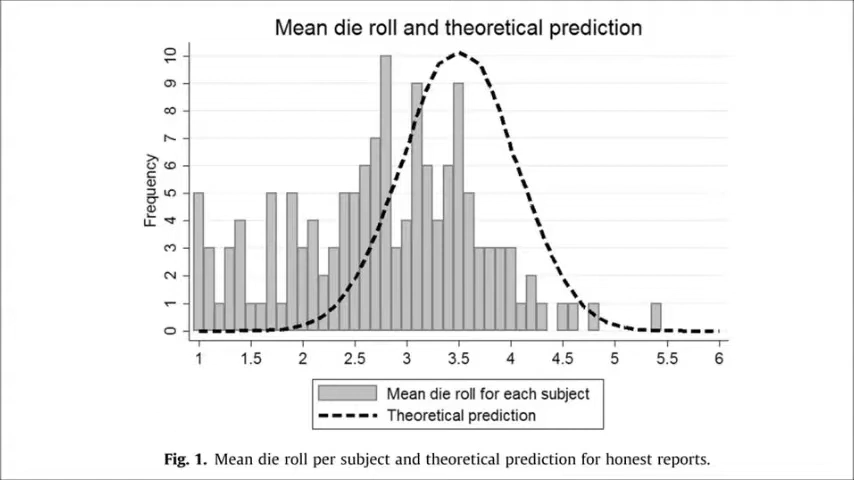 Mean die roll and theoretical prediction
Frequency
10
9
8
7
6
5
4
3
2
1
0
1 1.5 2 2.5 3 3.5 4 4.5 5 5.5 6
Mean die roll for each subject
Theoretical prediction
Fig. 1. Mean die roll per subject and theoretical prediction for honest reports.